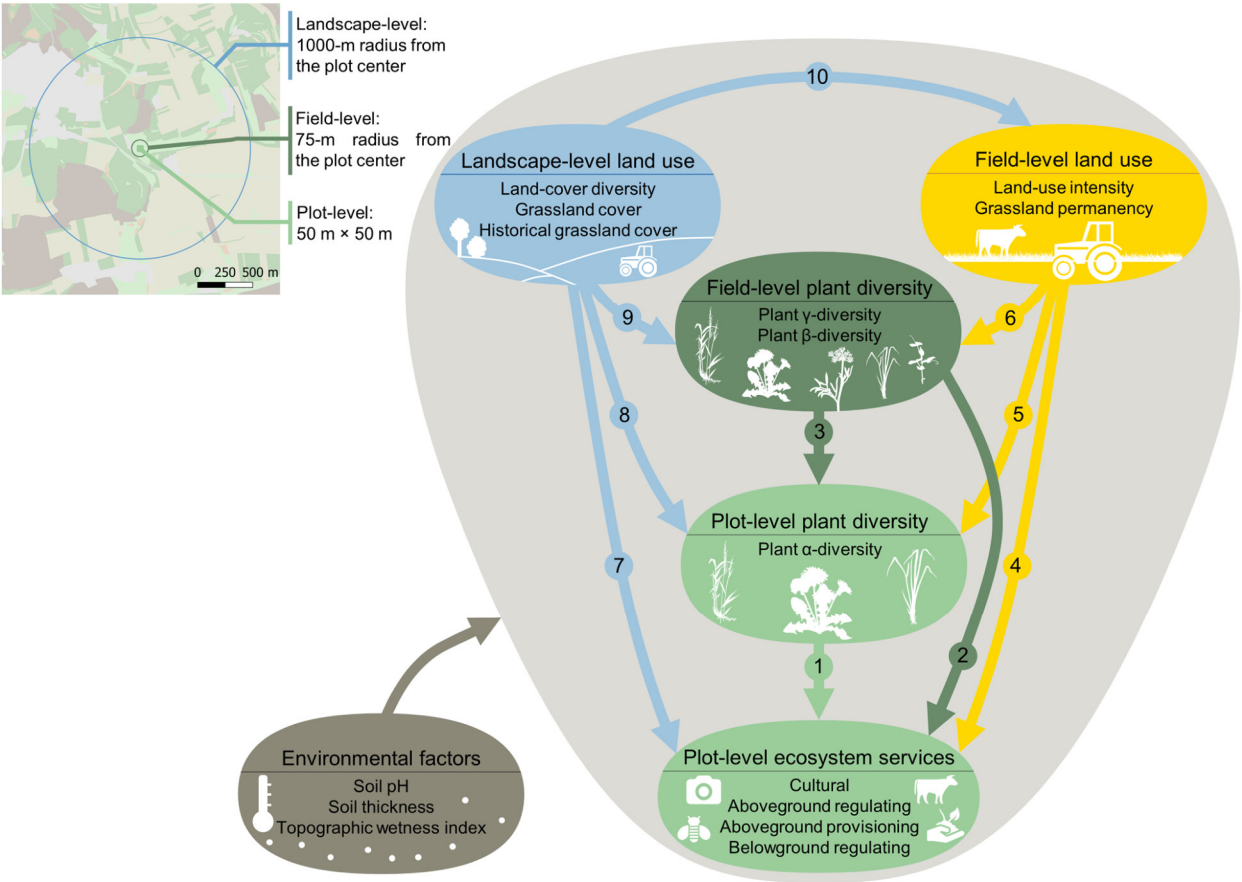 Landscape-level:
1000-m radius from
the plot center
Field-level:
75-m radius from
the plot center
Plot-level:
50 m × 50 m
0 250 500 m
10
Landscape-level land use
Land-cover diversity
Grassland cover
Historical grassland cover
Field-level land use
Land-use intensity
Grassland permanency
Field-level plant diversity
Plant γ-diversity
Plant β-diversity
9
6
8
3
5
Plot-level plant diversity
Plant α-diversity
7
4
1
2
Environmental factors
Soil pH
Soil thickness
Topographic wetness index
Plot-level ecosystem services
Cultural
Aboveground regulating
Aboveground provisioning
Belowground regulating